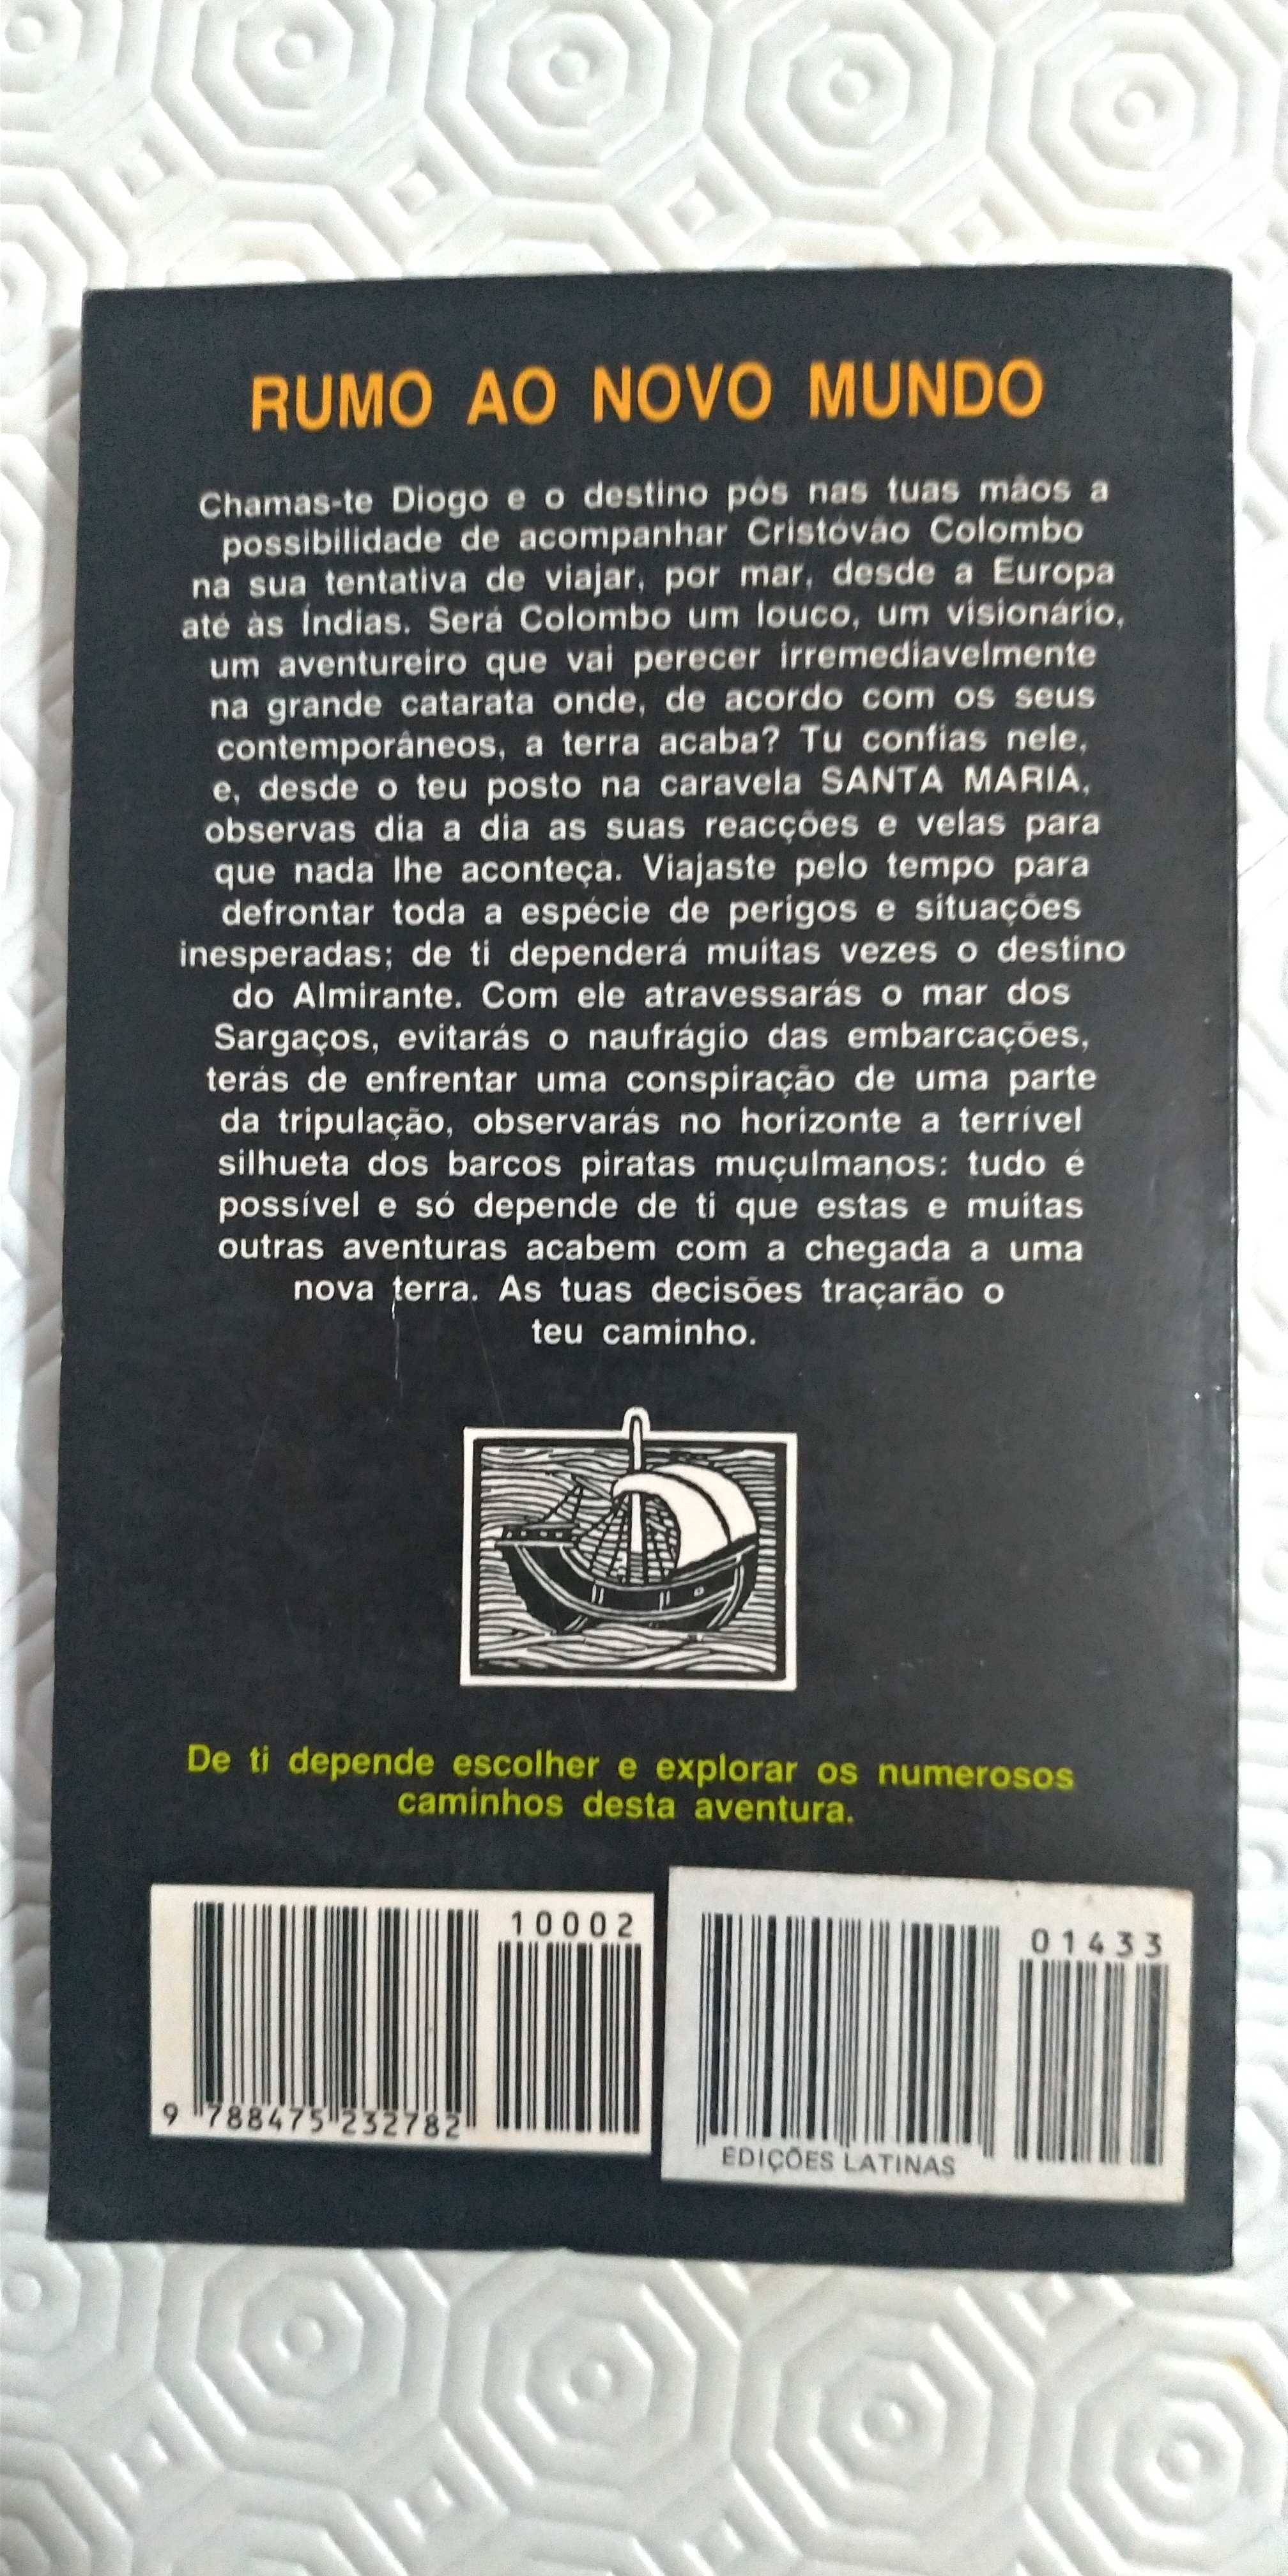 RUMO AO NOVO MUNDO
Chamas-te Diogo e o destino pôs nas tuas mãos a
possibilidade de acompanhar Cristóvão Colombo
na sua tentativa de viajar, por mar, desde a Europa
até às Índias. Será Colombo um louco, um visionário,
um aventureiro que vai perecer irremediavelmente
na grande catarata onde, de acordo com os seus
contemporâneos, a terra acaba? Tu confias nele,
e, desde o teu posto na caravela SANTA MARIA,
observas dia a dia as suas reacções e velas para
que nada lhe aconteça. Viajaste pelo tempo para
defrontar toda a espécie de perigos e situações
inesperadas; de ti dependerá muitas vezes o destino
do Almirante. Com ele atravessarás o mar dos
Sargaços, evitarás o naufrágio das embarcações,
terás de enfrentar uma conspiração de uma parte
da tripulação, observarás no horizonte a terrível
silhueta dos barcos piratas muçulmanos: tudo é
possível e só depende de ti que estas e muitas
outras aventuras acabem com a chegada a uma
nova terra. As tuas decisões traçarão o
teu caminho.
De ti depende escolher e explorar os numerosos
caminhos desta aventura.
10002
9 788475 232782
01433
EDIÇÕES LATINAS